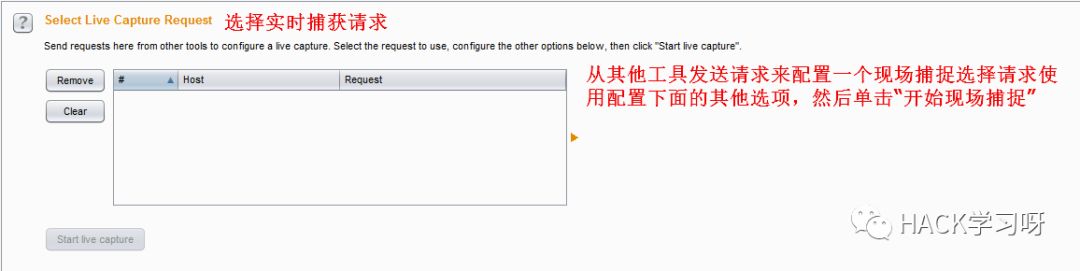 ? Select Live Capture Request 选择实时捕获请求
Send requests here from other tools to configure a live capture. Select the request to use, configure the other options below, then click "Start live capture".
Remove # Host Request
Clear
从其他工具发送请求来配置一个现场捕捉选择请求使
用配置下面的其他选项，然后单击“开始现场捕捉”
HACK学习呀
Start live capture